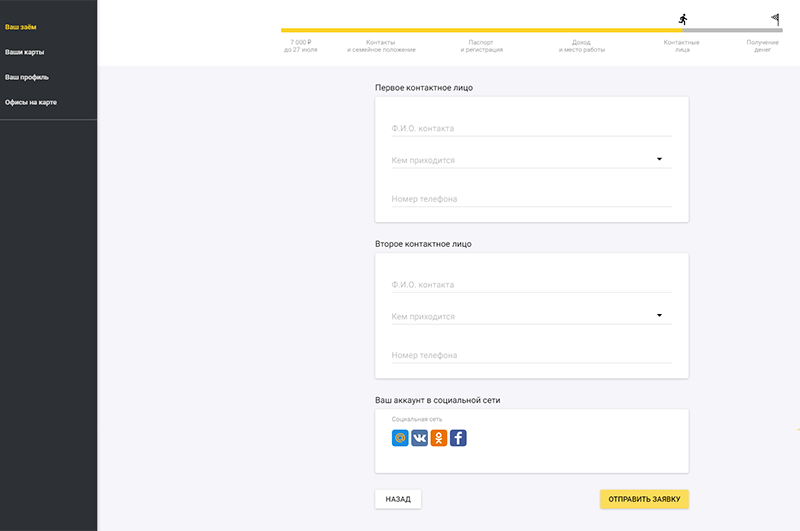 Ваш заём
Ваши карты
Ваш профиль
Офисы на карте
7 000 ₽
до 27 июля
Контакты
и семейное положение
Паспорт
и регистрация
Доход
и место работы
Контактные
лица
Получение
денег
Первое контактное лицо
Ф.И.О. контакта
Кем приходится
Номер телефона
Второе контактное лицо
Ф.И.О. контакта
Кем приходится
Номер телефона
Ваш аккаунт в социальной сети
Социальная сеть
НАЗАД
ОТПРАВИТЬ ЗАЯВКУ